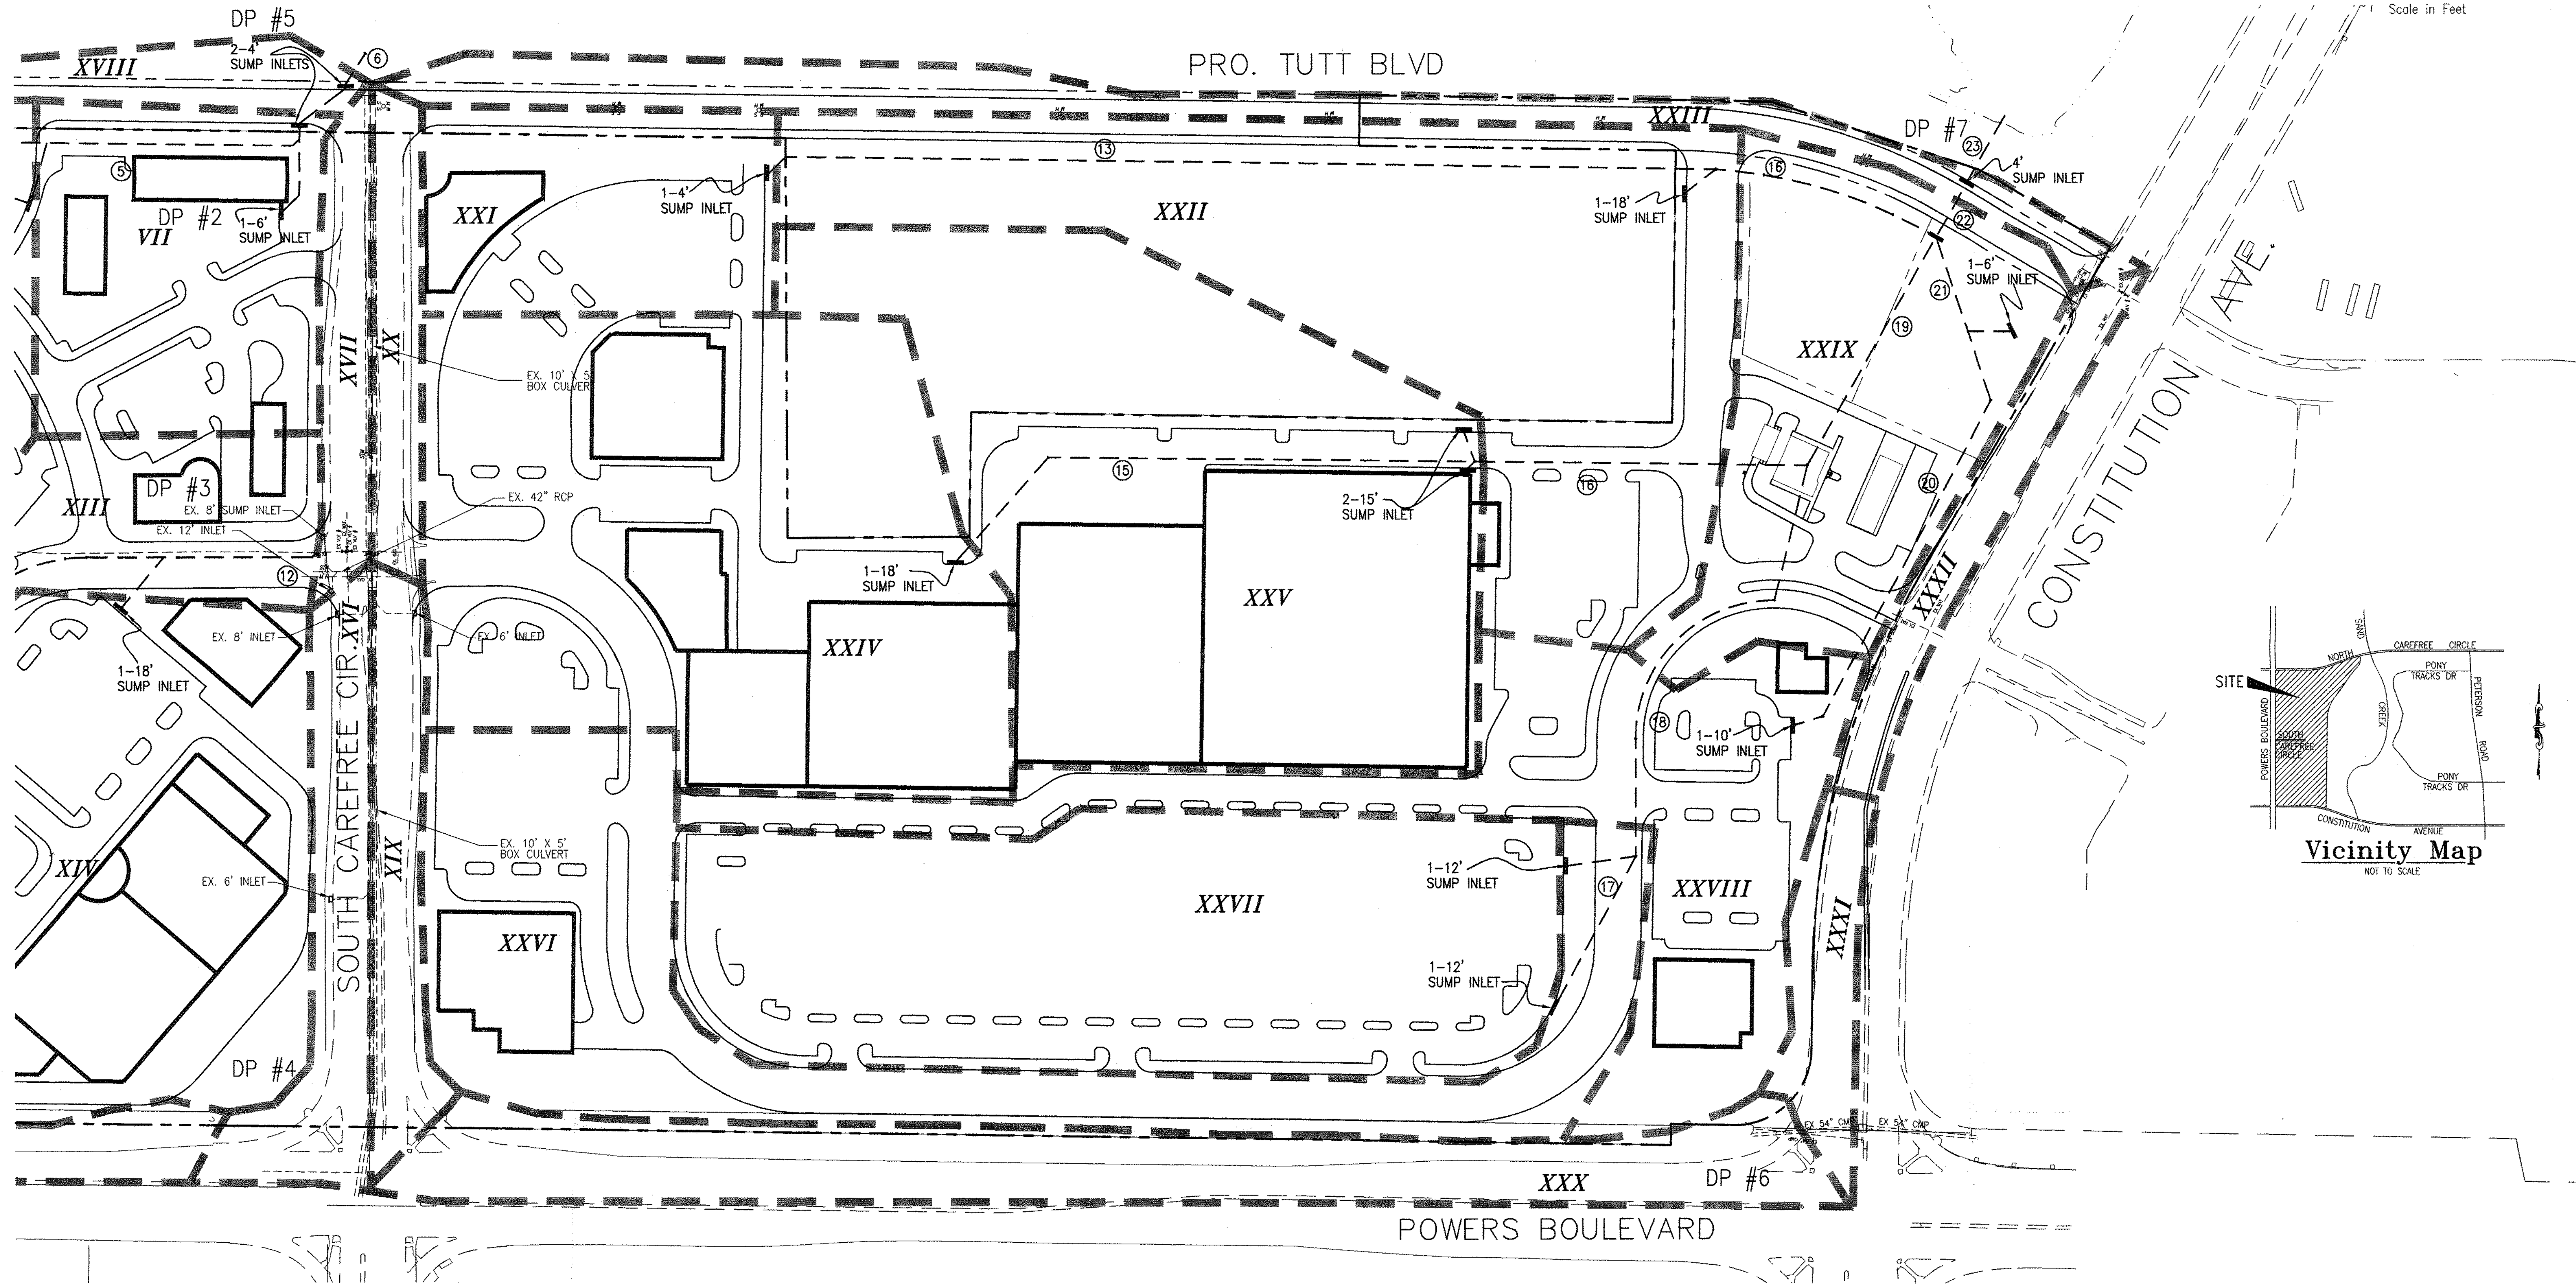 Scale in Feet
DP #5
2-4'
SUMP INLETS
6
XVIII
PRO. TUTT BLVD
XXIII
DP #7
23
4'
SUMP INLET
13
16
5
DP #2
VII
1-6'
SUMP INLET
XXI
1-4'
SUMP INLET
XXII
1-18'
SUMP INLET
22
1-6'
SUMP INLET
21
19
XXIX
AVE.
CONSTITUTION
XVII
XX
EX. 10' X 5
BOX CULVER
XIII
DP #3
EX. 8' SUMP INLET
EX. 12' INLET
EX. 42" RCP
12
15
2-15'
SUMP INLET
16
20
1-18'
SUMP INLET
XXV
XXXII
EX. 8' INLET
XVI
EX. 6' INLET
XXIV
1-18'
SUMP INLET
SOUTH CAREFREE CIR.
18
1-10'
SUMP INLET
EX. 10' X 5'
BOX CULVERT
XIX
XIV
EX. 6' INLET
1-12'
SUMP INLET
17
XXVII
XXVIII
XXVI
XXXI
1-12'
SUMP INLET
DP #4
EX 54" CMP
EX 54" CMP
XXX
DP #6
POWERS BOULEVARD
SAND
CREEK
NORTH
CAREFREE CIRCLE
PONY
TRACKS DR
PETERSON
ROAD
SITE
POWERS BOULEVARD
SOUTH
CAREFREE
CIRCLE
PONY
TRACKS DR
CONSTITUTION
AVENUE
Vicinity Map
NOT TO SCALE